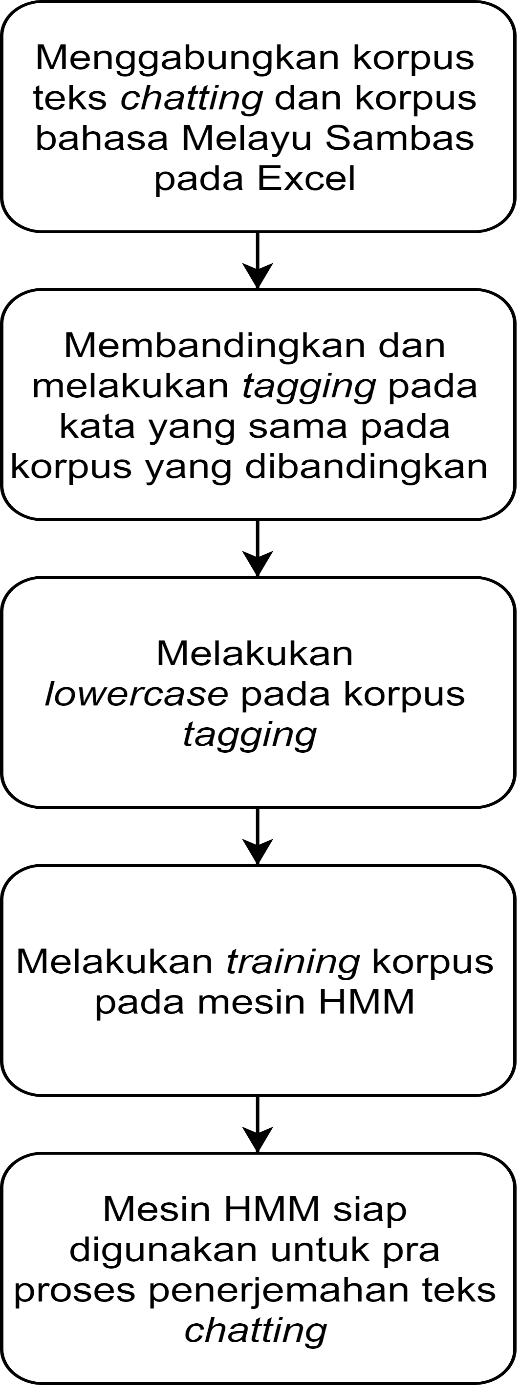 Menggabungkan korpus
teks chatting dan korpus
bahasa Melayu Sambas
pada Excel
Membandingkan dan
melakukan tagging pada
kata yang sama pada
korpus yang dibandingkan
Melakukan
lowercase pada korpus
tagging
Melakukan training korpus
pada mesin HMM
Mesin HMM siap
digunakan untuk pra
proses penerjemahan teks
chatting